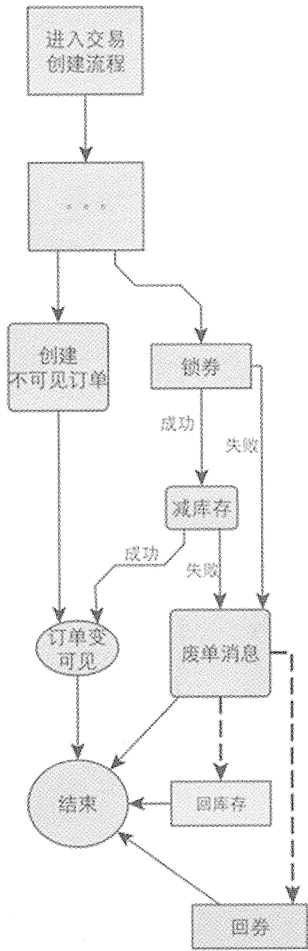 进入交易
创建流程
...
创建
不可见订单
锁券
成功
失败
减库存
成功
失败
订单变
可见
废单消息
结束
回库存
回券